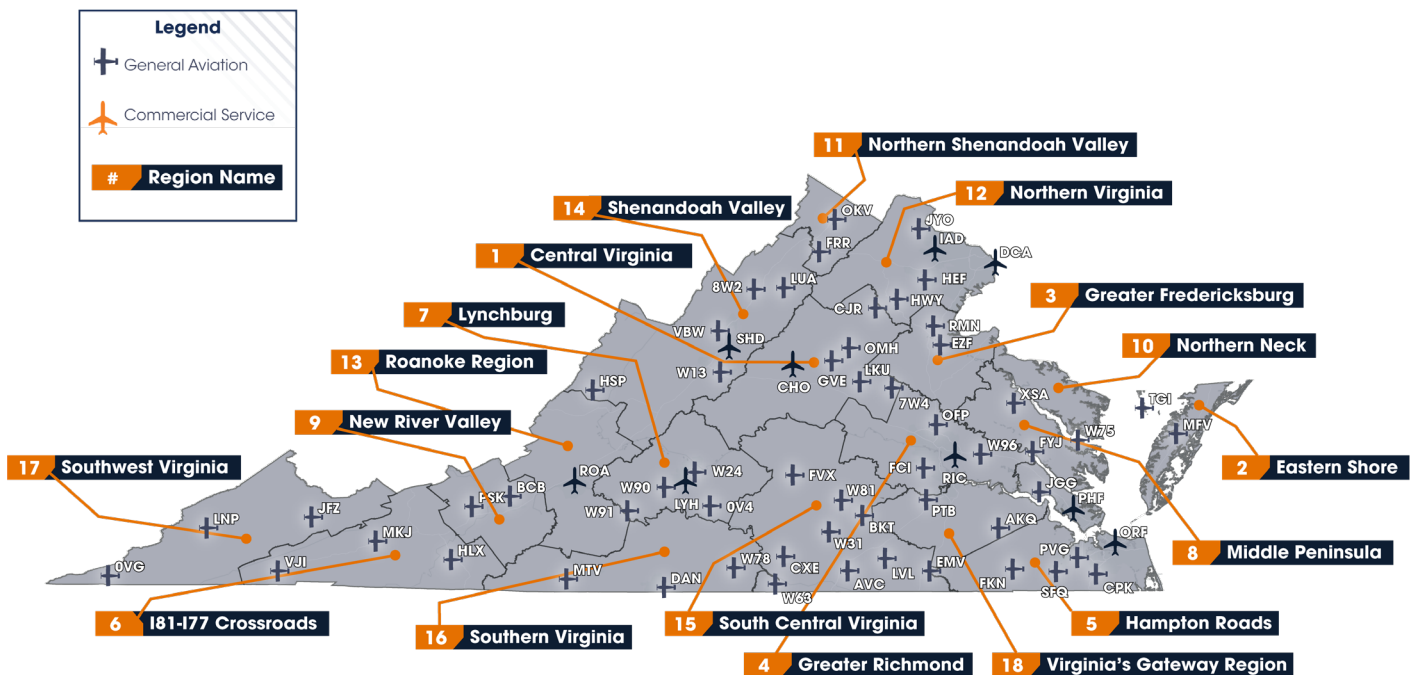 Legend
General Aviation
Commercial Service
# Region Name
11 Northern Shenandoah Valley
12 Northern Virginia
14 Shenandoah Valley
1 Central Virginia
3 Greater Fredericksburg
7 Lynchburg
10 Northern Neck
13 Roanoke Region
9 New River Valley
17 Southwest Virginia
2 Eastern Shore
8 Middle Peninsula
6 I81-I77 Crossroads
16 Southern Virginia
15 South Central Virginia
5 Hampton Roads
4 Greater Richmond
18 Virginia's Gateway Region
OKV
JYO
IAD
FRR
DCA
LUA
8W2
HEF
HWY
CJR
RMN
VBW
SHD
EZF
OMH
W13
CHO
GVE
LKU
HSP
7W4
XSA
TGI
OFP
MFV
W75
W96
FYJ
ROA
W24
FCI
RIC
FVX
BCB
PSK
W90
LYH
JGG
W81
PHF
W91
0V4
PTB
BKT
JFZ
LNP
AKQ
ORF
MKJ
W31
HLX
PVG
W78
CXE
VJI
0VG
MTV
DAN
AVC
LVL
EMV
FKN
SFQ
CPK
W63